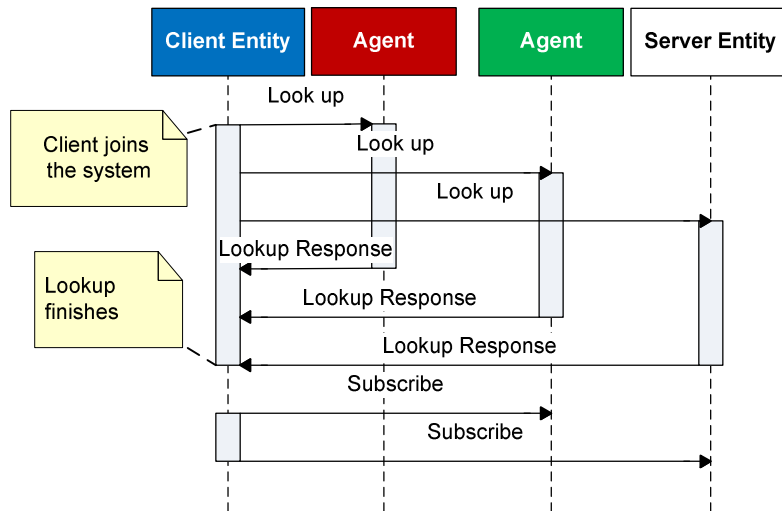 Client Entity
Agent
Agent
Server Entity
Look up
Client joins
the system
Look up
Look up
Lookup Response
Lookup
finishes
Lookup Response
Lookup Response
Subscribe
Subscribe